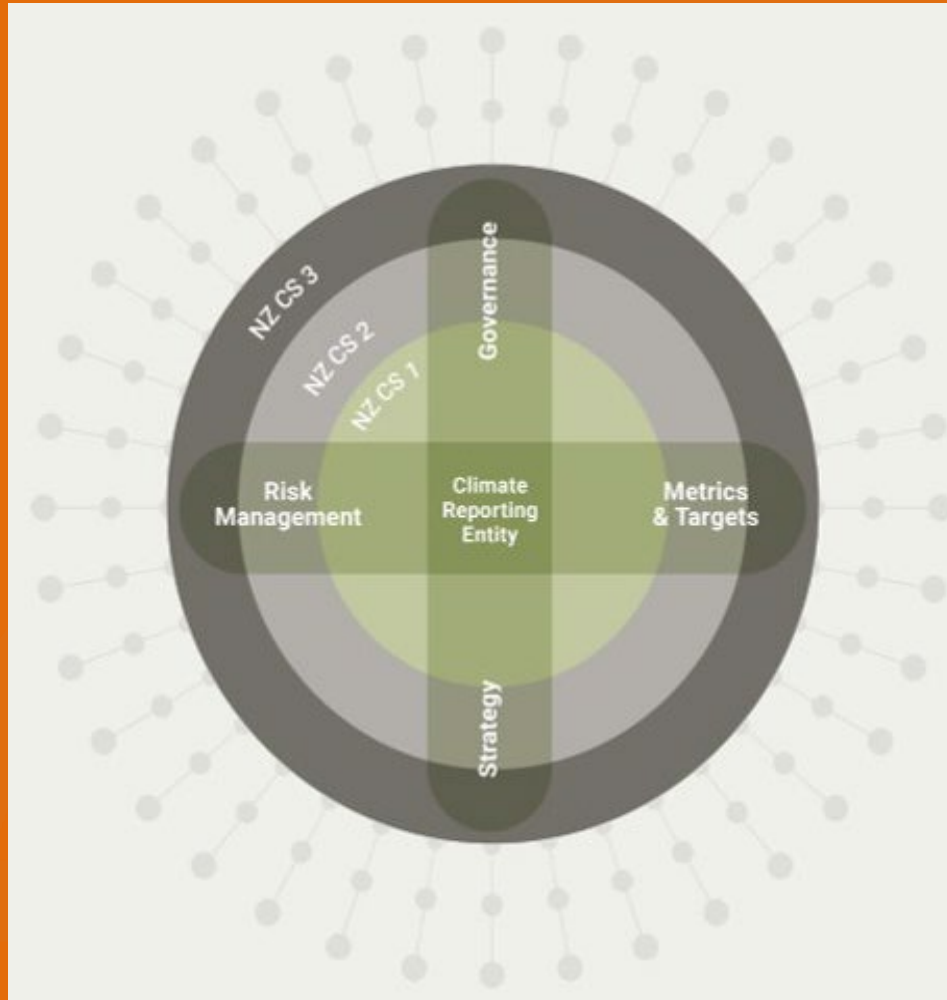 Governance
NZ CS 3
NZ CS 2
NZ CS 1
Risk
Management
Climate
Reporting
Entity
Metrics
& Targets
Strategy